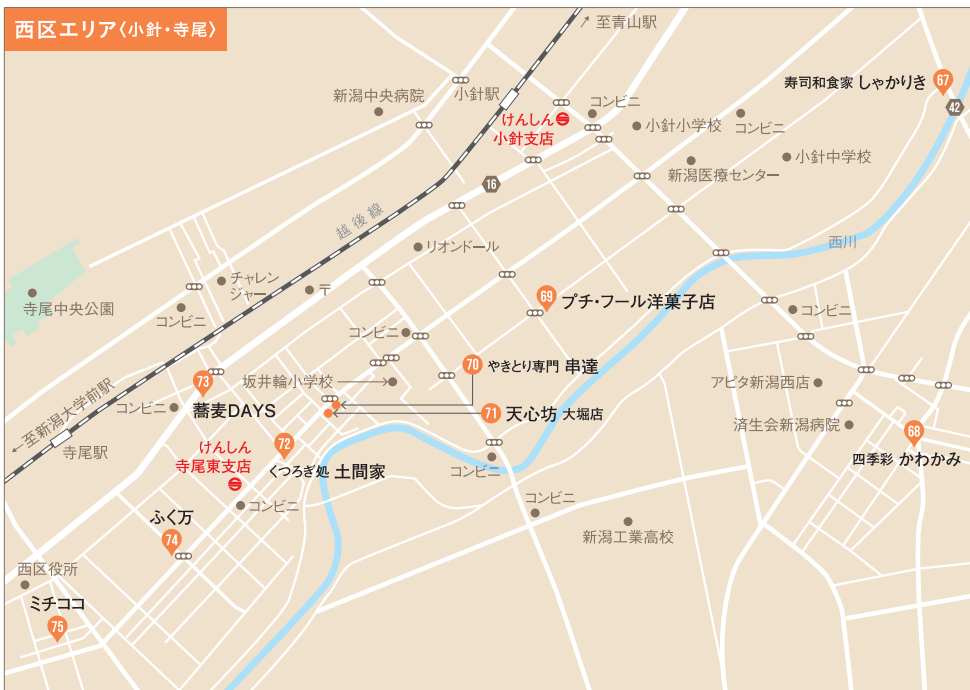 西区エリア〈小針・寺尾〉
至青山駅
新潟中央病院
小針駅
コンビニ
けんしん
小針支店
小針小学校
コンビニ
寿司和食家 しゃかりき
67
42
小針中学校
新潟医療センター
16
越後線
リオンドール
西川
チャレン
ジャー
〒
寺尾中央公園
コンビニ
69
プチ・フール洋菓子店
コンビニ
コンビニ
70
やきとり専門 串達
坂井輪小学校
73
蕎麦DAYS
71
天心坊 大堀店
アピタ新潟西店
済生会新潟病院
68
四季彩 かわかみ
至新潟大学前駅
寺尾駅
コンビニ
けんしん
寺尾東支店
72
くつろぎ処 土間家
コンビニ
コンビニ
コンビニ
新潟工業高校
ふく万
74
西区役所
ミチココ
75